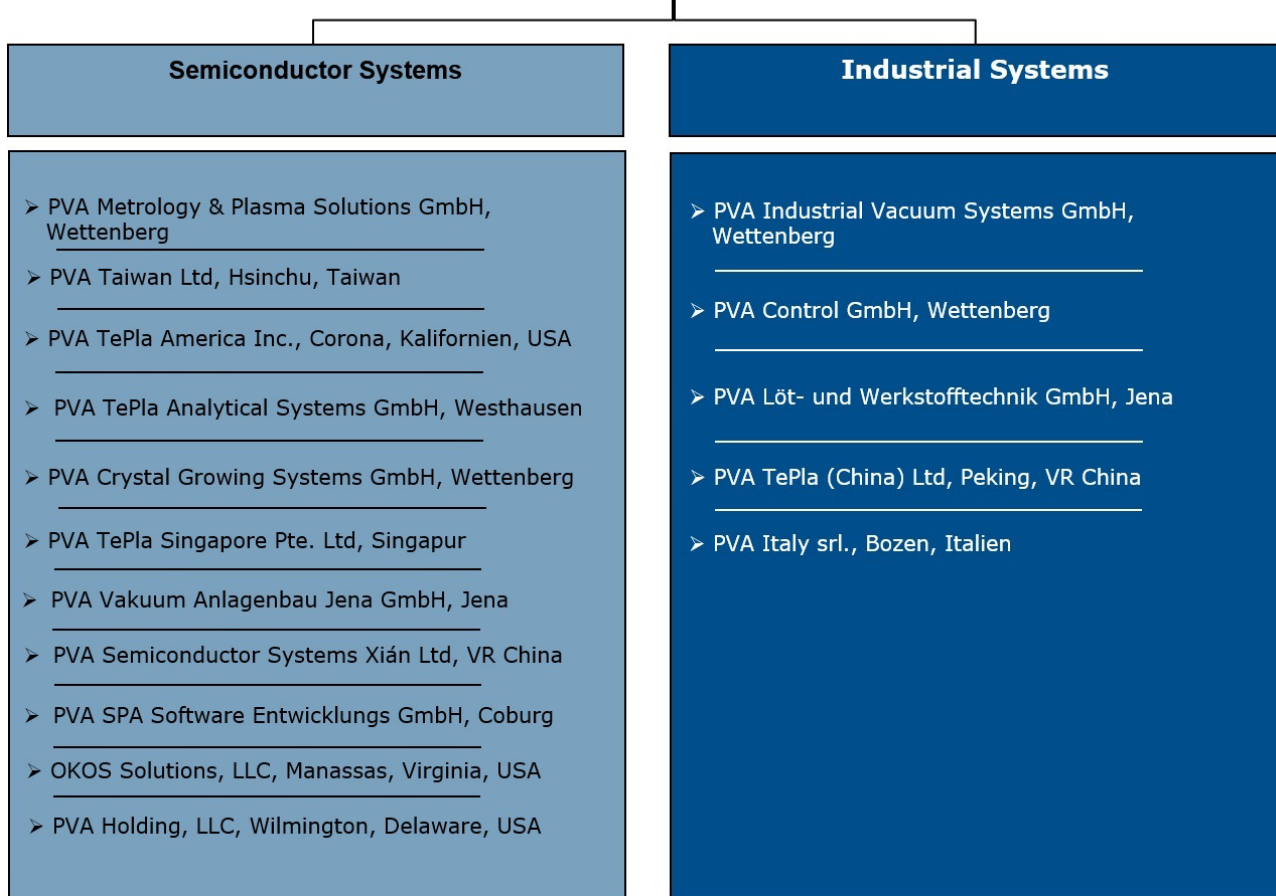 Semiconductor Systems
➢ PVA Metrology & Plasma Solutions GmbH,
Wettenberg
➢ PVA Taiwan Ltd, Hsinchu, Taiwan
➢ PVA TePla America Inc., Corona, Kalifornien, USA
➢ PVA TePla Analytical Systems GmbH, Westhausen
➢ PVA Crystal Growing Systems GmbH, Wettenberg
➢ PVA TePla Singapore Pte. Ltd, Singapur
➢ PVA Vakuum Anlagenbau Jena GmbH, Jena
➢ PVA Semiconductor Systems Xián Ltd, VR China
➢ PVA SPA Software Entwicklungs GmbH, Coburg
➢ OKOS Solutions, LLC, Manassas, Virginia, USA
➢ PVA Holding, LLC, Wilmington, Delaware, USA
Industrial Systems
➢ PVA Industrial Vacuum Systems GmbH,
Wettenberg
➢ PVA Control GmbH, Wettenberg
➢ PVA Löt- und Werkstofftechnik GmbH, Jena
➢ PVA TePla (China) Ltd, Peking, VR China
➢ PVA Italy srl., Bozen, Italien